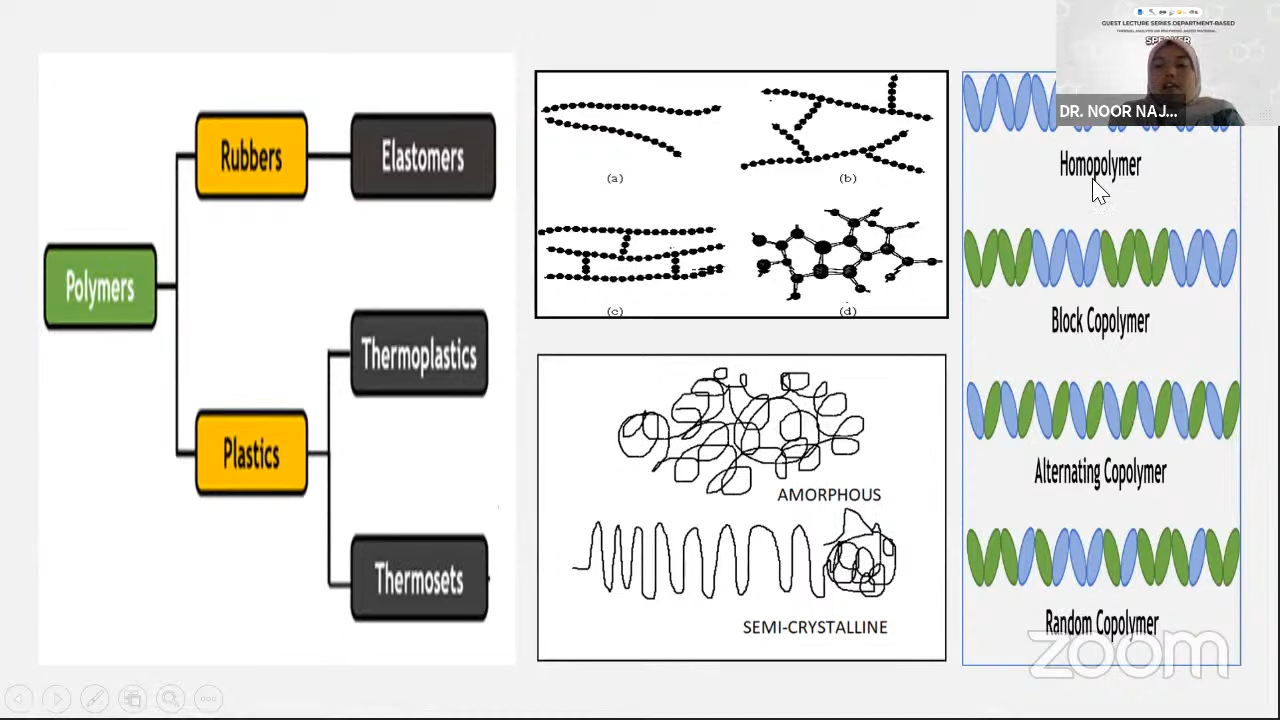 GUEST LECTURE SERIES DEPARTMENT-BASED
SPEAKER
DR. NOOR NAJ...
Polymers
Rubbers
Elastomers
Plastics
Thermoplastics
Thermosets
(a)
(b)
(c)
(d)
AMORPHOUS
SEMI-CRYSTALLINE
Homopolymer
Block Copolymer
Alternating Copolymer
Random Copolymer
zoom